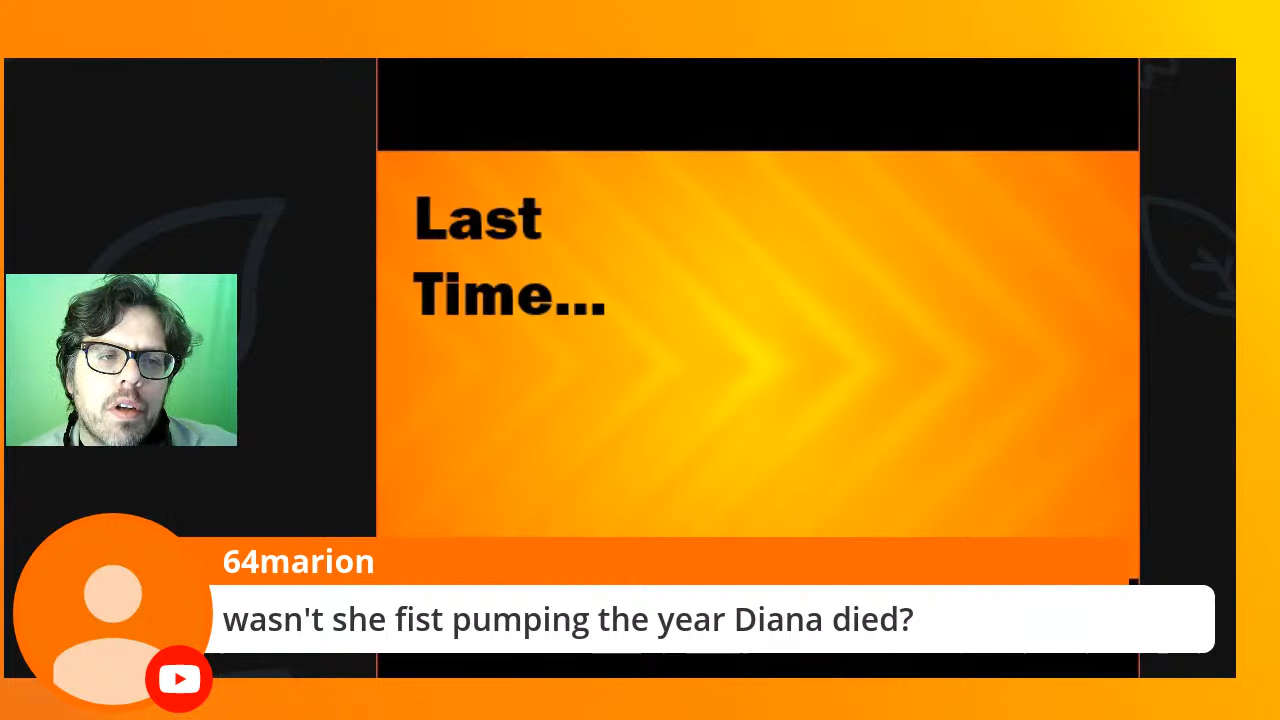 Last
Time...
64marion
wasn't she fist pumping the year Diana died?